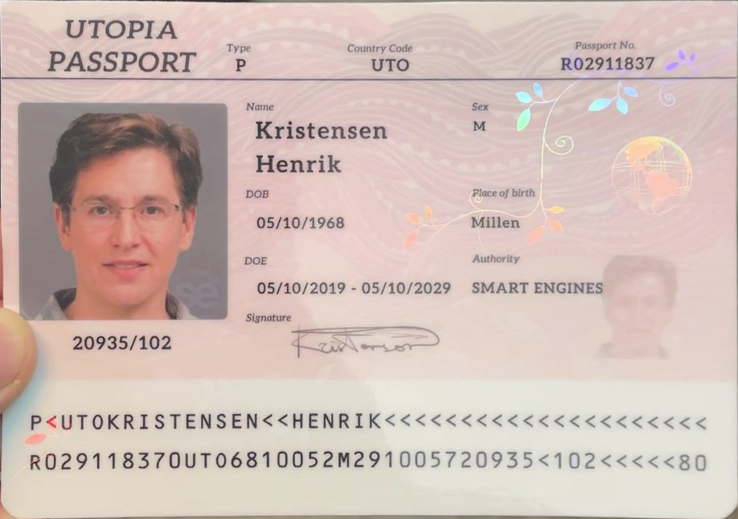 UTOPIA
PASSPORT
Type
P
Country Code
UTO
Passport No.
R02911837
Name
Kristensen
Henrik
Sex
M
DOB
05/10/1968
Place of birth
Millen
DOE
05/10/2019 - 05/10/2029
Authority
SMART ENGINES
Signature
20935/102
P<UTOKRISTENSEN<<HENRIK<<<<<<<<<<<<<<<<<<<<<
R029118370UTO6810052M291005720935<102<<<<<80